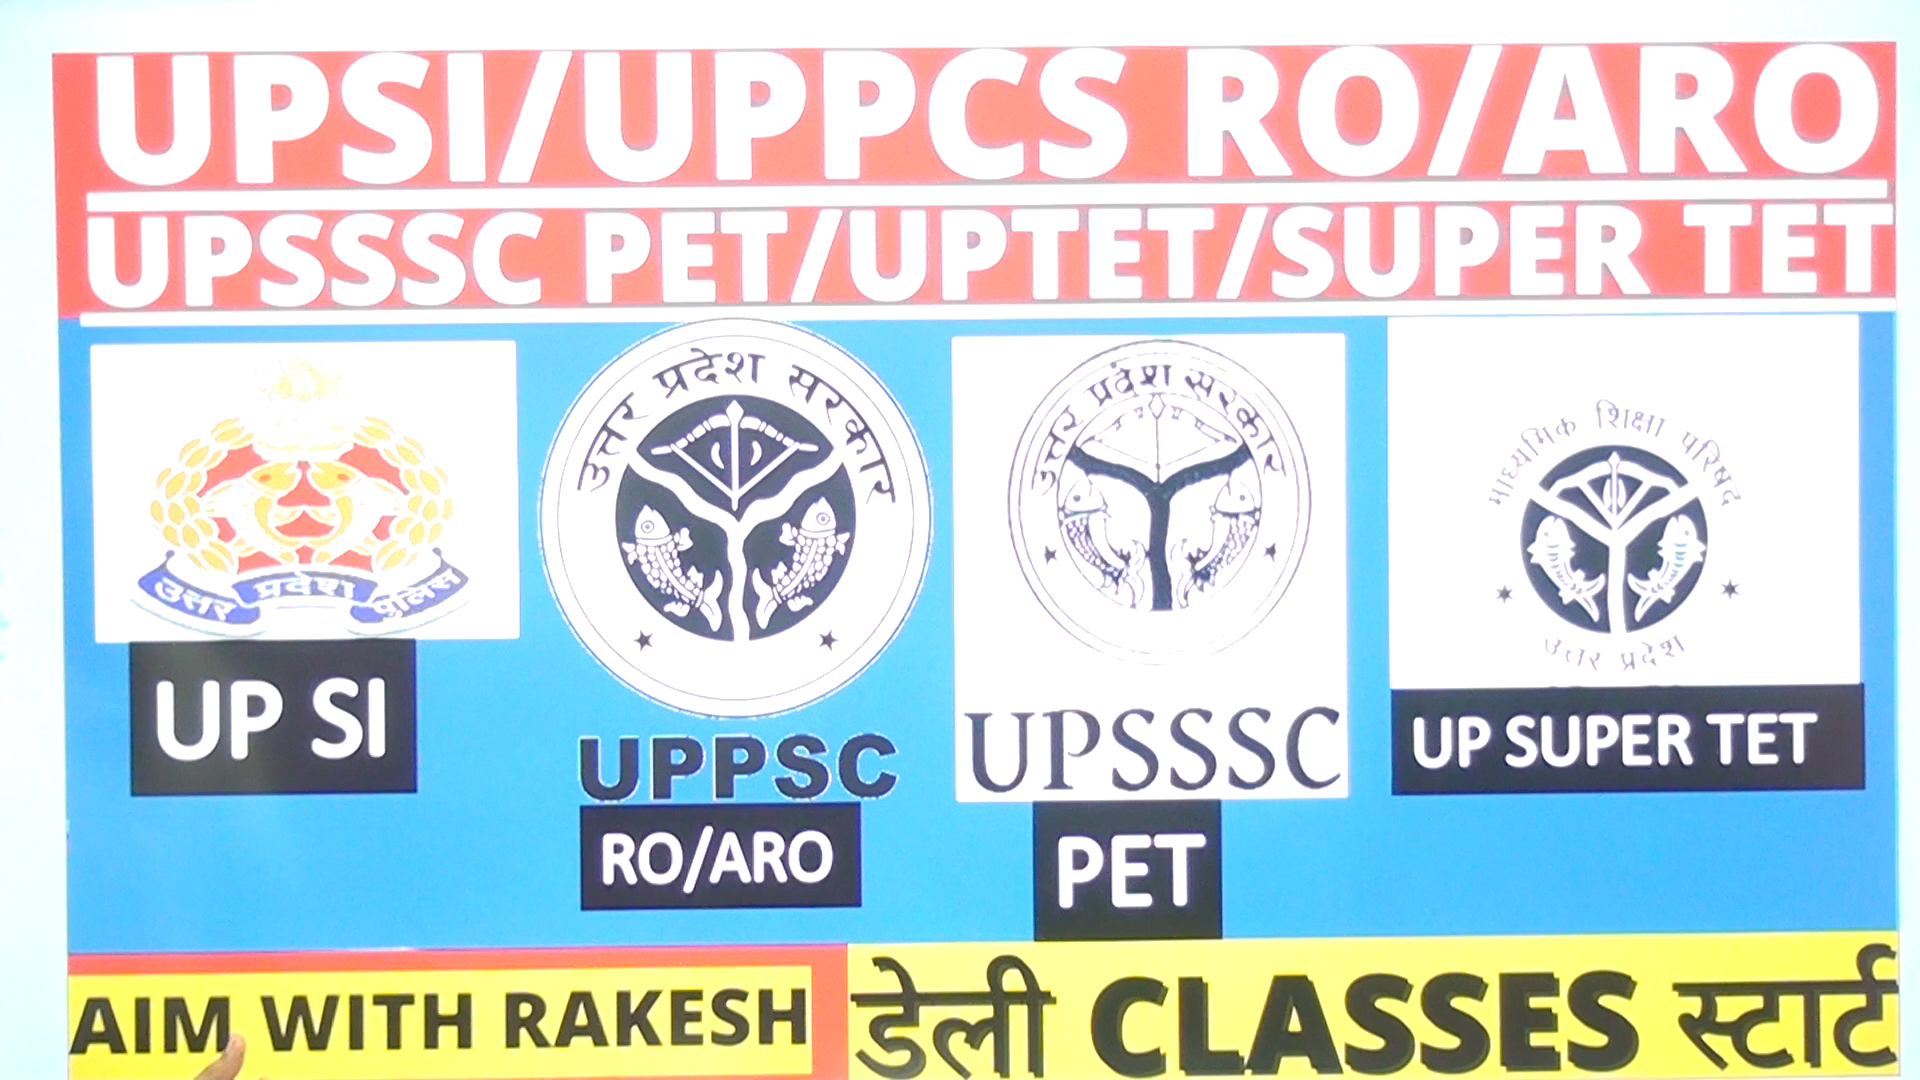 UPSI/UPPCS RO/ARO
UPSSSC PET/UPTET/SUPER TET
उत्तर प्रदेश पुलिस
UP SI
उत्तर प्रदेश सरकार
UPPSC
RO/ARO
उत्तर प्रदेश सरकार
UPSSSC
PET
माध्यमिक शिक्षा परिषद
उत्तर प्रदेश
UP SUPER TET
AIM WITH RAKESH
डेली CLASSES स्टार्ट